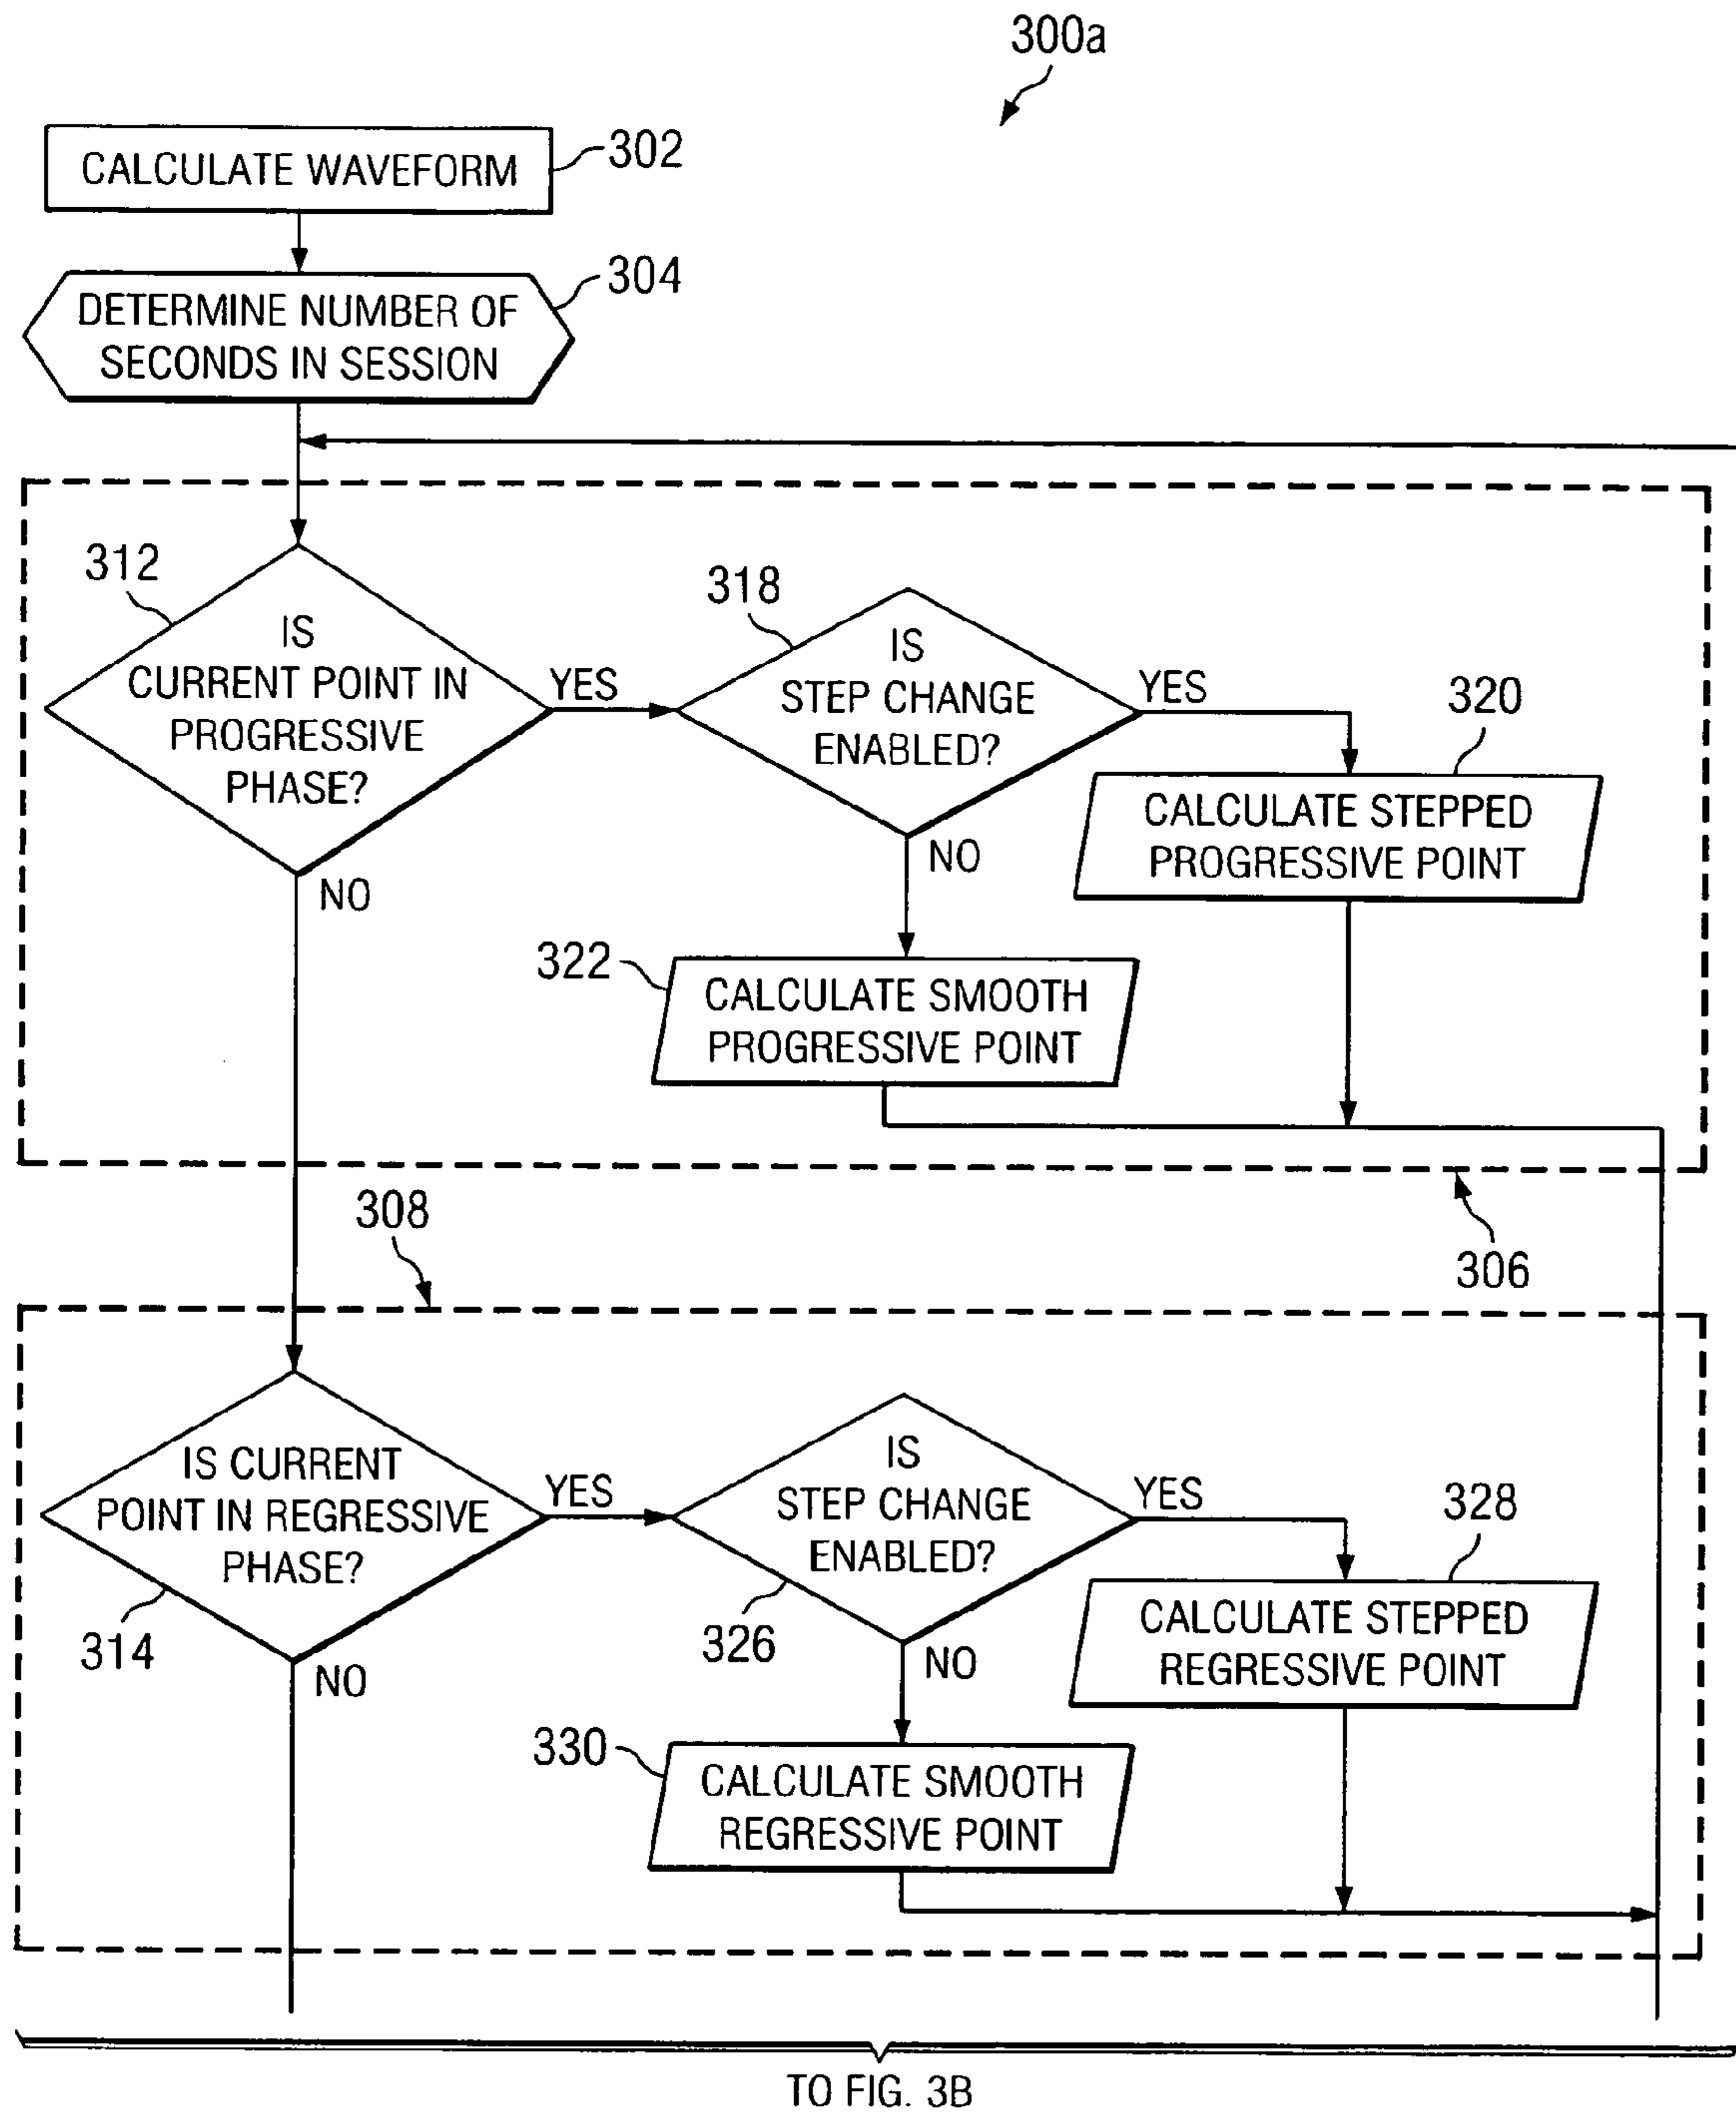 300a
CALCULATE WAVEFORM
302
DETERMINE NUMBER OF
SECONDS IN SESSION
304
312
IS
CURRENT POINT IN
PROGRESSIVE
PHASE?
YES
NO
318
IS
STEP CHANGE
ENABLED?
YES
NO
320
CALCULATE STEPPED
PROGRESSIVE POINT
322
CALCULATE SMOOTH
PROGRESSIVE POINT
306
308
IS CURRENT
POINT IN REGRESSIVE
PHASE?
314
YES
NO
IS
STEP CHANGE
ENABLED?
326
YES
NO
328
CALCULATE STEPPED
REGRESSIVE POINT
330
CALCULATE SMOOTH
REGRESSIVE POINT
TO FIG. 3B